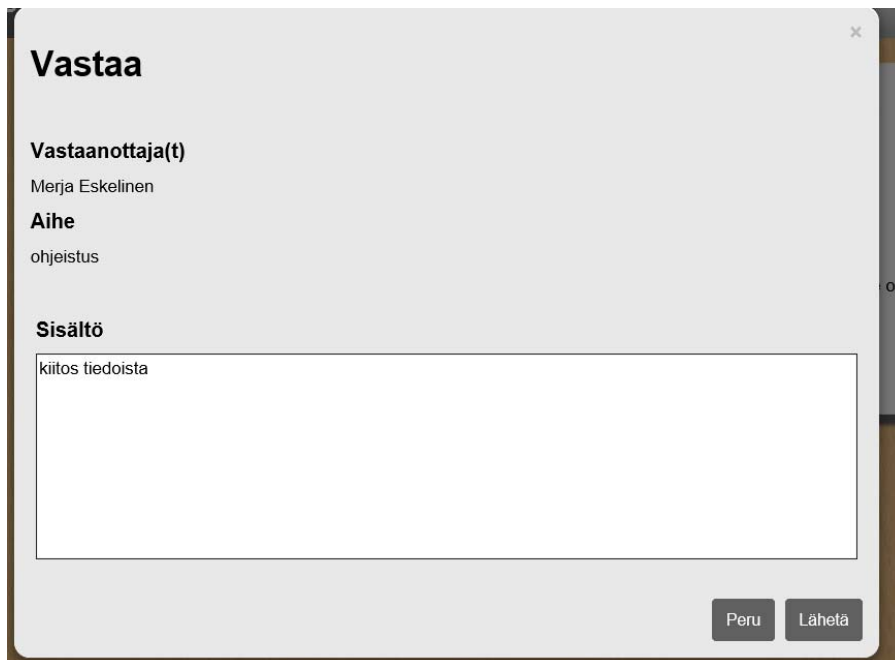 Vastaa
Vastaanottaja(t)
Merja Eskelinen
Aihe
ohjeistus
Sisältö
kiitos tiedoista
Peru Lähetä